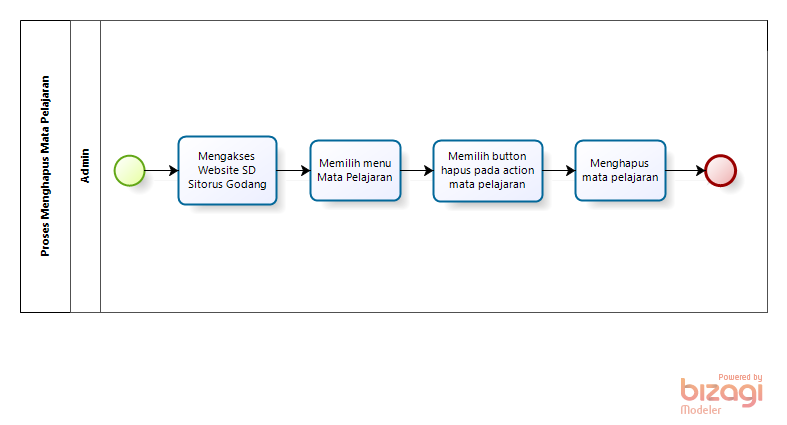 Proses Menghapus Mata Pelajaran
Admin
Mengakses
Website SD
Sitorus Godang
Memilih menu
Mata Pelajaran
Memilih button
hapus pada action
mata pelajaran
Menghapus
mata pelajaran
Powered by
bizagi
Modeler